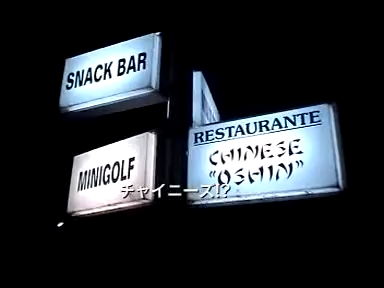 SNACK BAR
MINIGOLF
RESTAURANTE
CHINESE
"OSHIN"
チャイニーズ!?